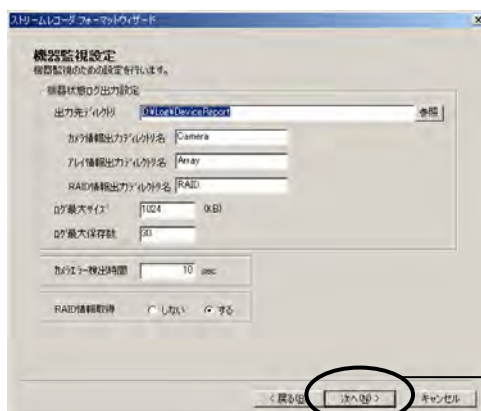 ストリームレコーダ フォーマットウィザード
機器監視設定
機器監視のための設定を行います。
機器状態ログ出力設定
出力先ディレクトリ D:¥Log¥DeviceReport 参照
カメラ情報出力ディレクトリ名 Camera
アレイ情報出力ディレクトリ名 Array
RAID情報出力ディレクトリ名 RAID
ログ最大サイズ 1024 (KB)
ログ最大保存数 30
カメラエラー検出時間 10 sec
RAID情報取得 しない する
< 戻る(B) 次へ(N) > キャンセル